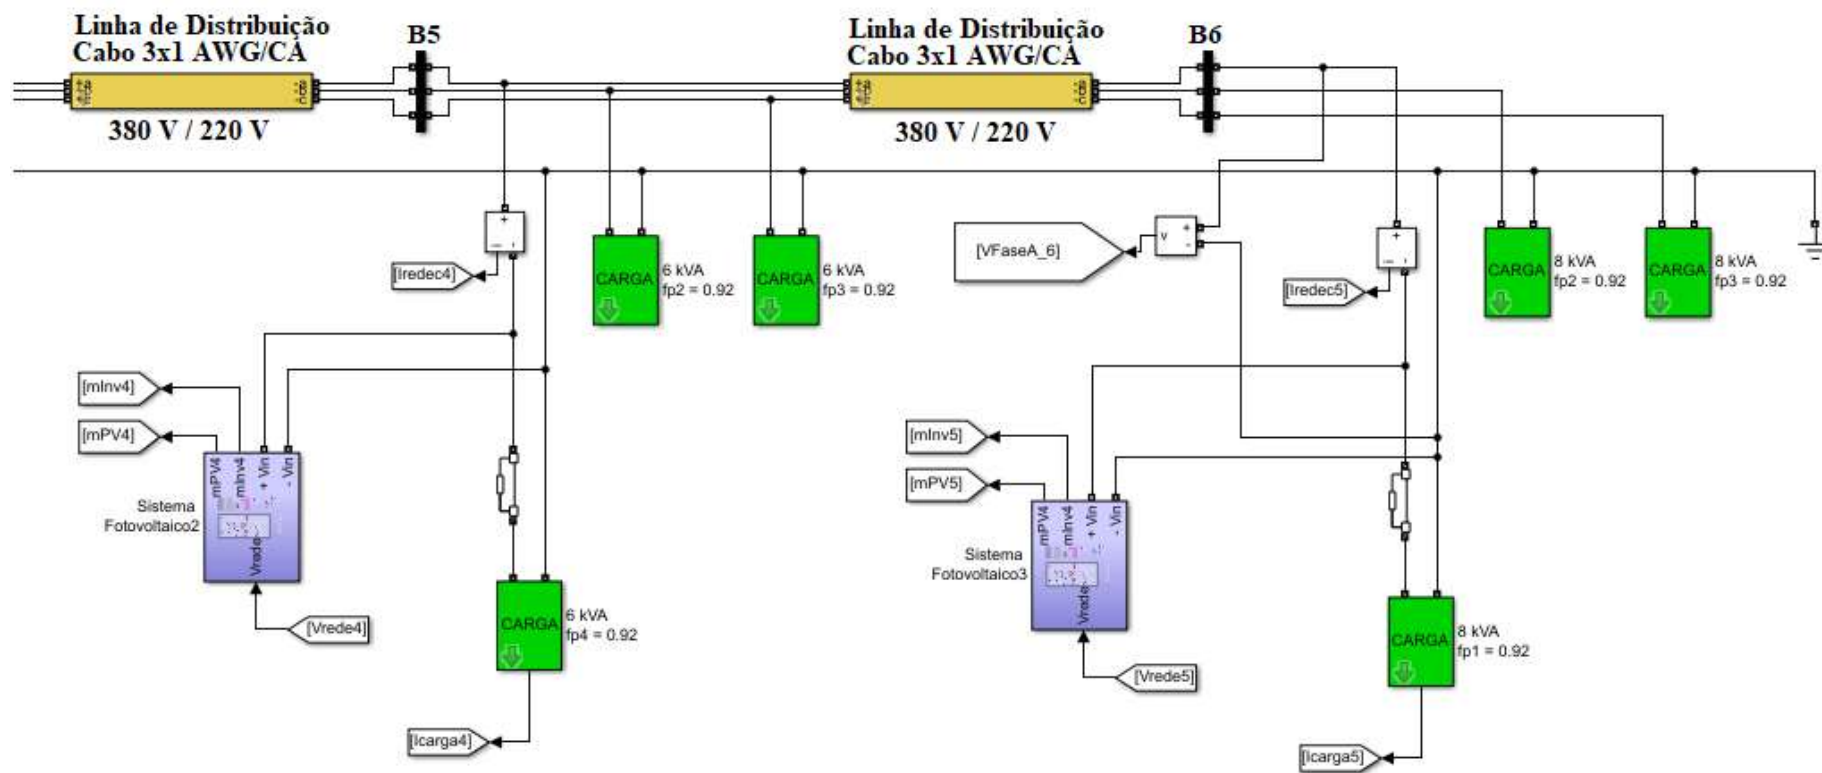 Linha de Distribuição
Cabo 3x1 AWG/CA
380 V / 220 V
B5
Linha de Distribuição
Cabo 3x1 AWG/CA
380 V / 220 V
B6
[Iredec4]
CARGA
6 kVA
fp2 = 0.92
CARGA
6 kVA
fp3 = 0.92
[VFaseA_6]
v
+
-
+
[Iredec5]
CARGA
8 kVA
fp2 = 0.92
CARGA
8 kVA
fp3 = 0.92
[mInv4]
[mPV4]
mPV4
mInv4
+ Vin
- Vin
Vrede
Sistema
Fotovoltaico2
[Vrede4]
CARGA
6 kVA
fp4 = 0.92
[Icarga4]
[mInv5]
[mPV5]
mPV4
mInv4
+ Vin
- Vin
Vrede
Sistema
Fotovoltaico3
[Vrede5]
CARGA
8 kVA
fp1 = 0.92
[Icarga5]